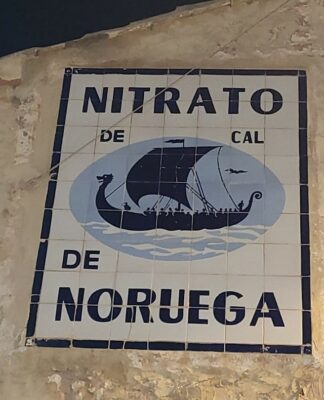 NITRATO
DE CAL
DE
NORUEGA